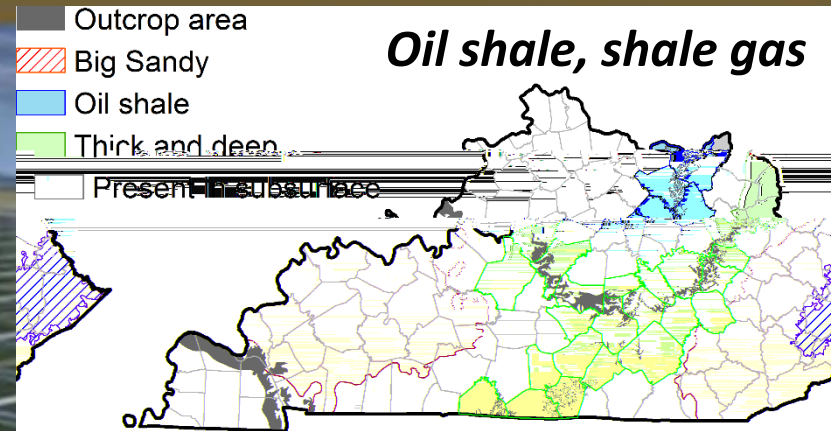 Outcrop area
Oil shale, shale gas
Big Sandy
Oil shale
Thick and deep
Present in subsurface